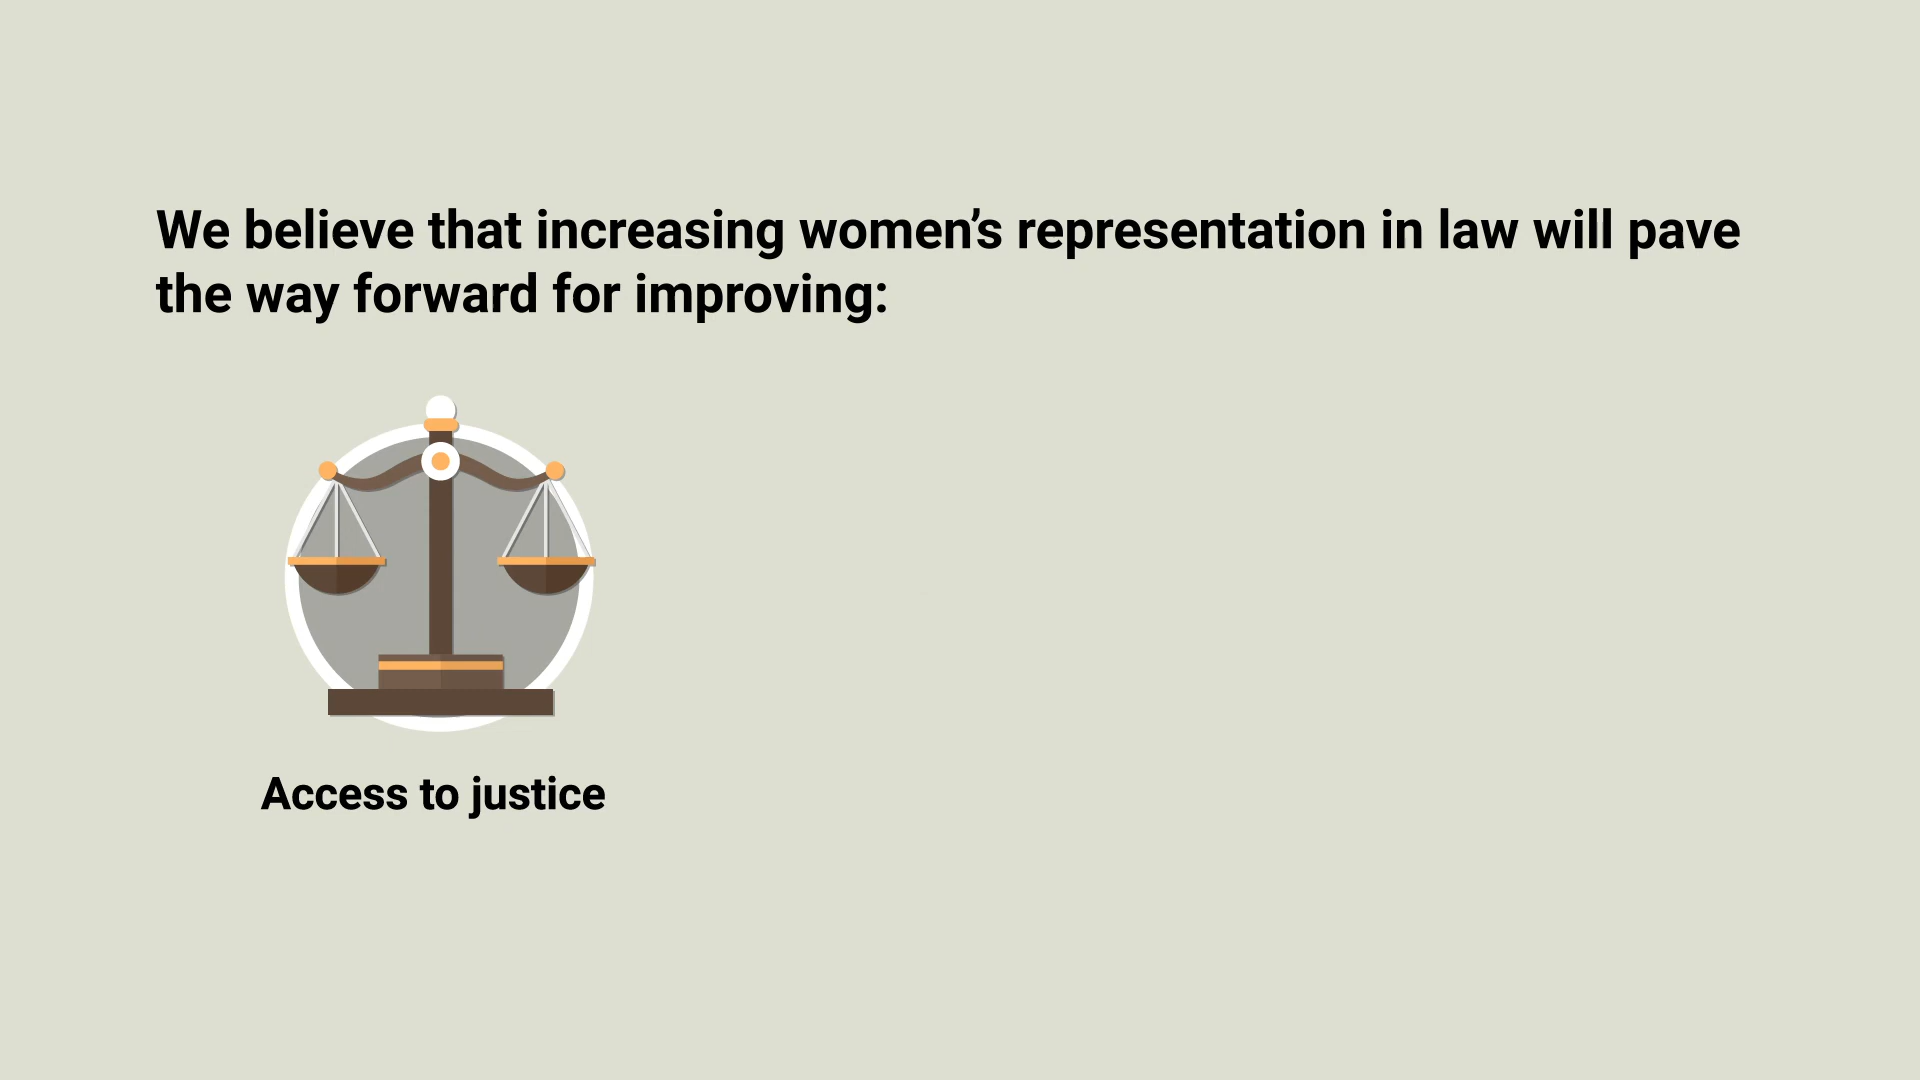 We believe that increasing women’s representation in law will pave
the way forward for improving:
Access to justice